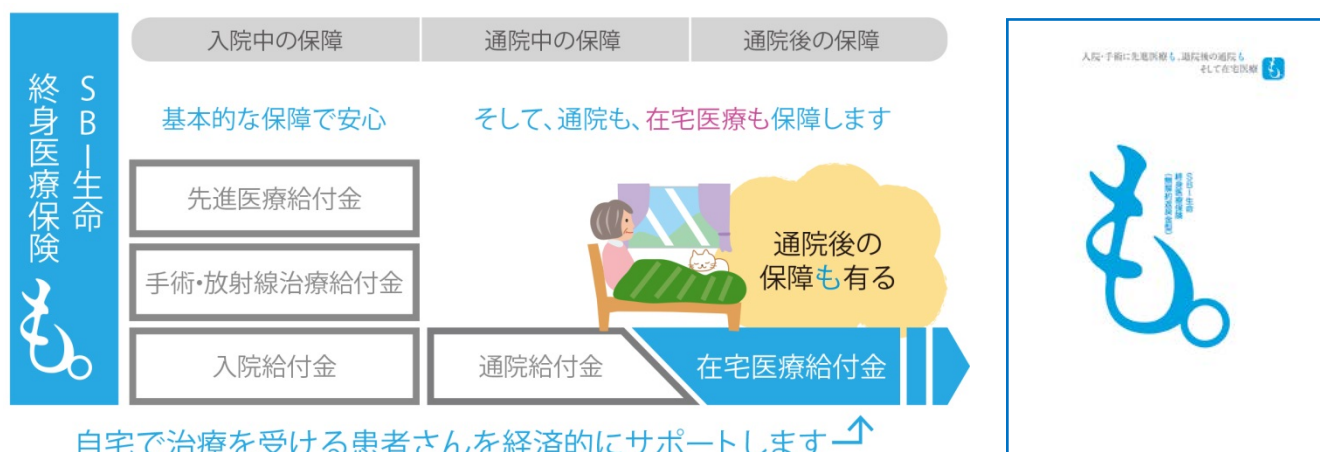 SBI生命
終身医療保険
も。
入院中の保障
通院中の保障
通院後の保障
基本的な保障で安心
そして、通院も、在宅医療も保障します
先進医療給付金
手術・放射線治療給付金
入院給付金
通院給付金
在宅医療給付金
通院後の
保障も有る
自宅で治療を受ける患者さんを経済的にサポートします
入院・手術に先進医療も、退院後の通院も
そして在宅医療も。
も。
SBI生命
終身医療保険
(無解約返戻金型)